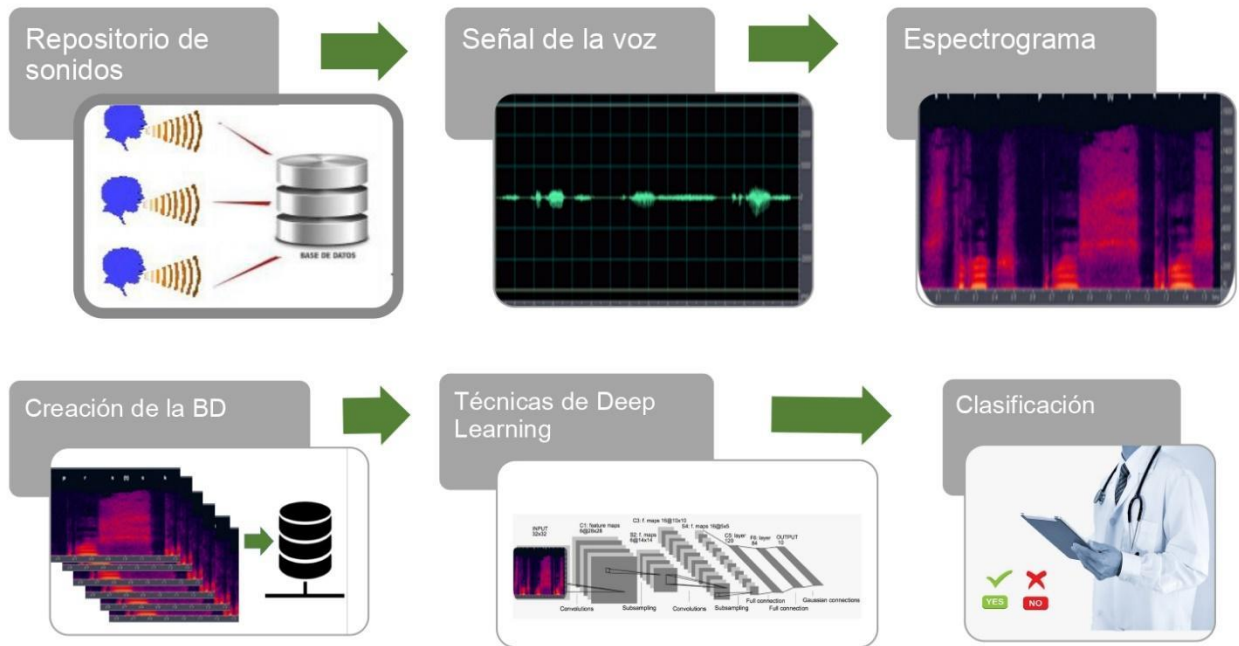 Repositorio de
sonidos
BASE DE DATOS
Señal de la voz
Espectrograma
Creación de la BD
Técnicas de Deep
Learning
INPUT
32x32
C1: feature maps
6@28x28
S2: f. maps
6@14x14
C3: f. maps 16@10x10
S4: f. maps 16@5x5
C5: layer
120
F6: layer
84
OUTPUT
10
Convolutions
Subsampling
Convolutions
Subsampling
Full connection
Full connection
Gaussian connections
Clasificación
YES
NO